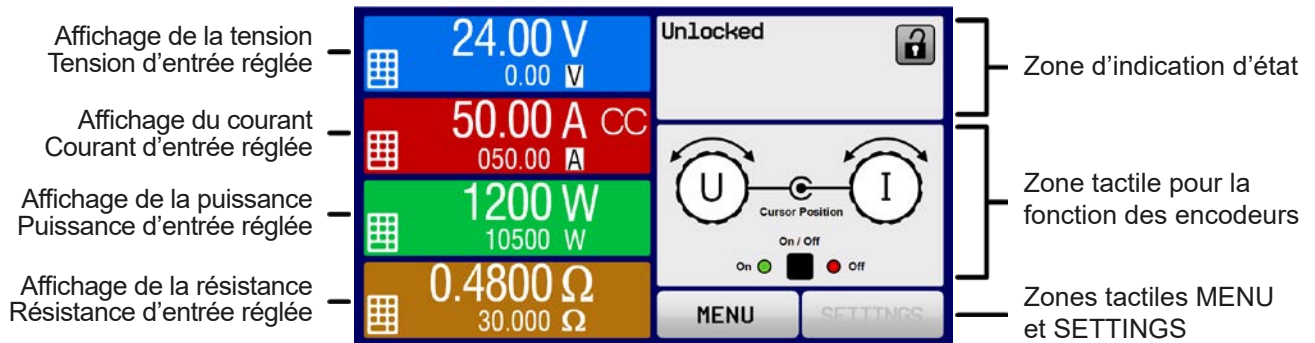 Affichage de la tension
Tension d'entrée réglée
Affichage du courant
Courant d'entrée réglée
Affichage de la puissance
Puissance d'entrée réglée
Affichage de la résistance
Résistance d'entrée réglée
24.00 V
0.00 V
50.00 A CC
050.00 A
1200 W
10500 W
0.4800 Ω
30.000 Ω
Unlocked
U
I
Cursor Position
On / Off
On
Off
MENU
SETTINGS
Zone d'indication d'état
Zone tactile pour la
fonction des encodeurs
Zones tactiles MENU
et SETTINGS